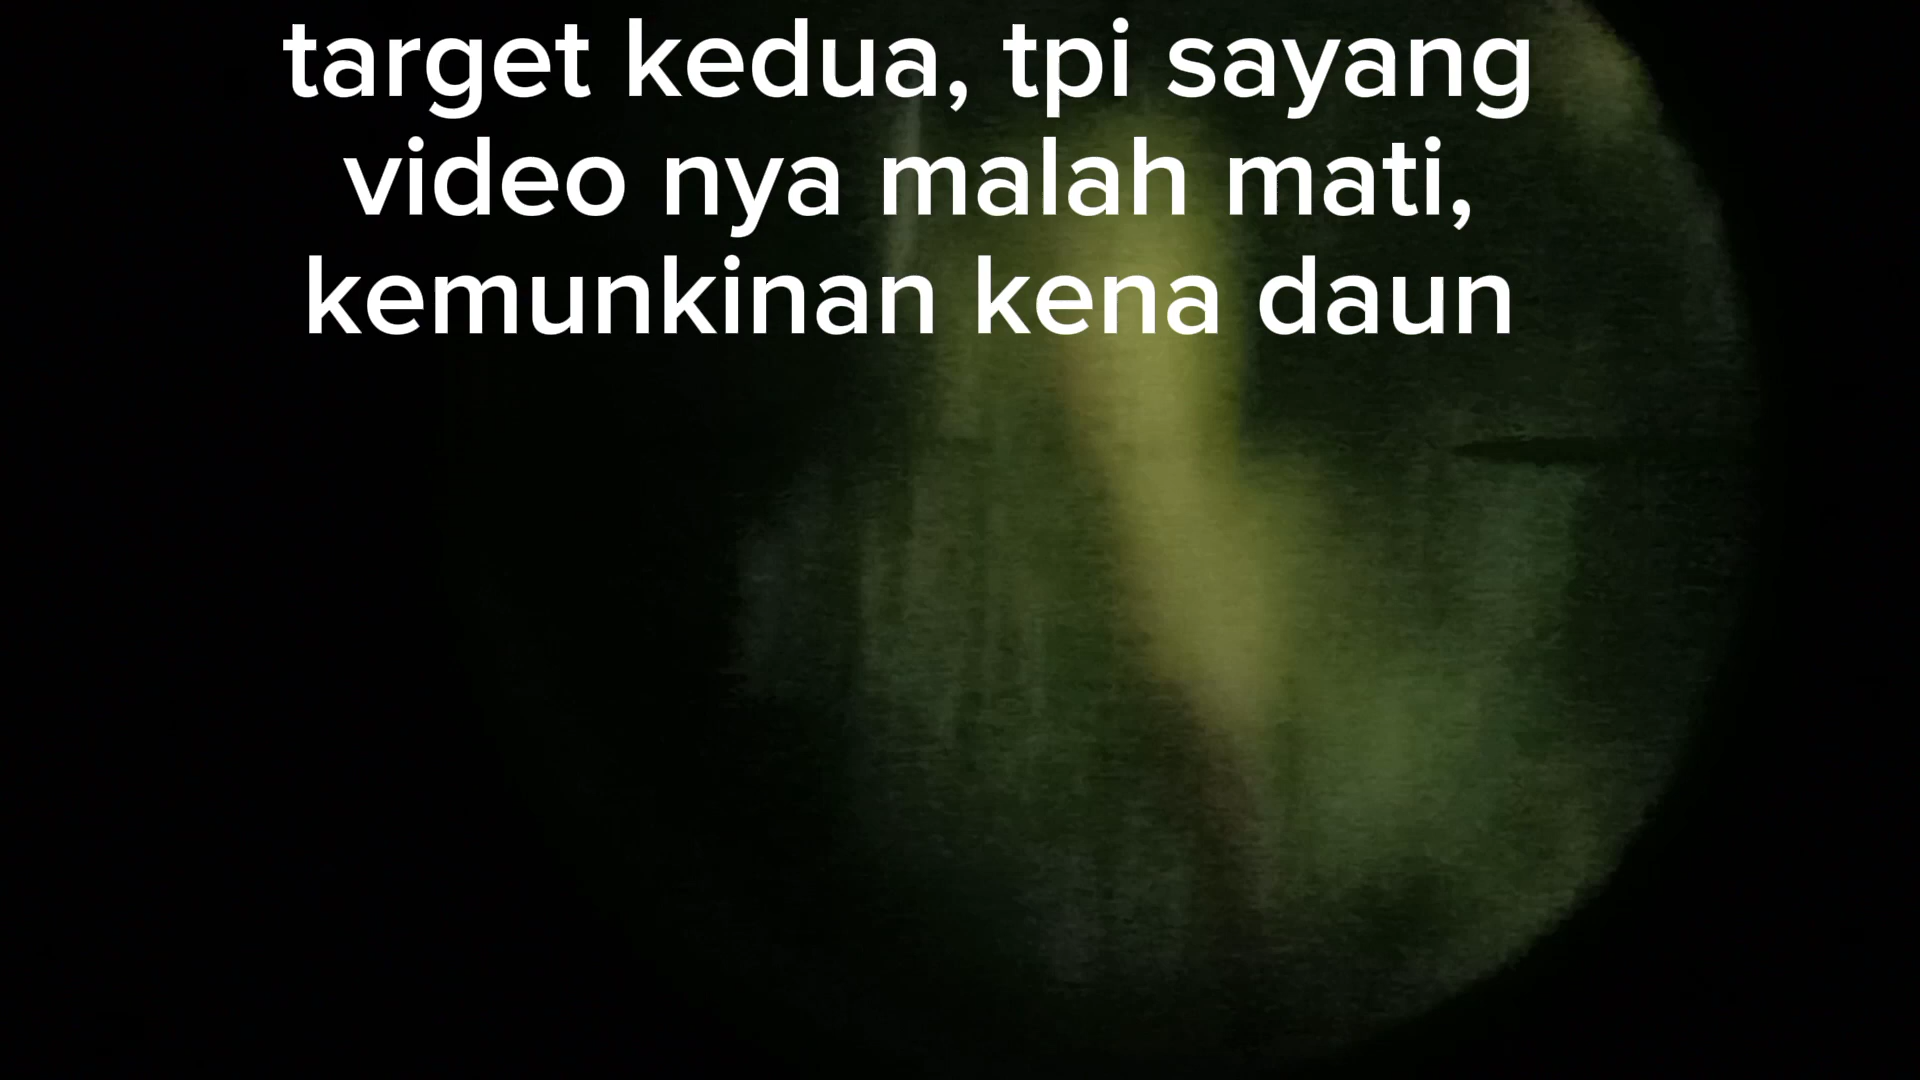 target kedua, tpi sayang
video nya malah mati,
kemunkinan kena daun